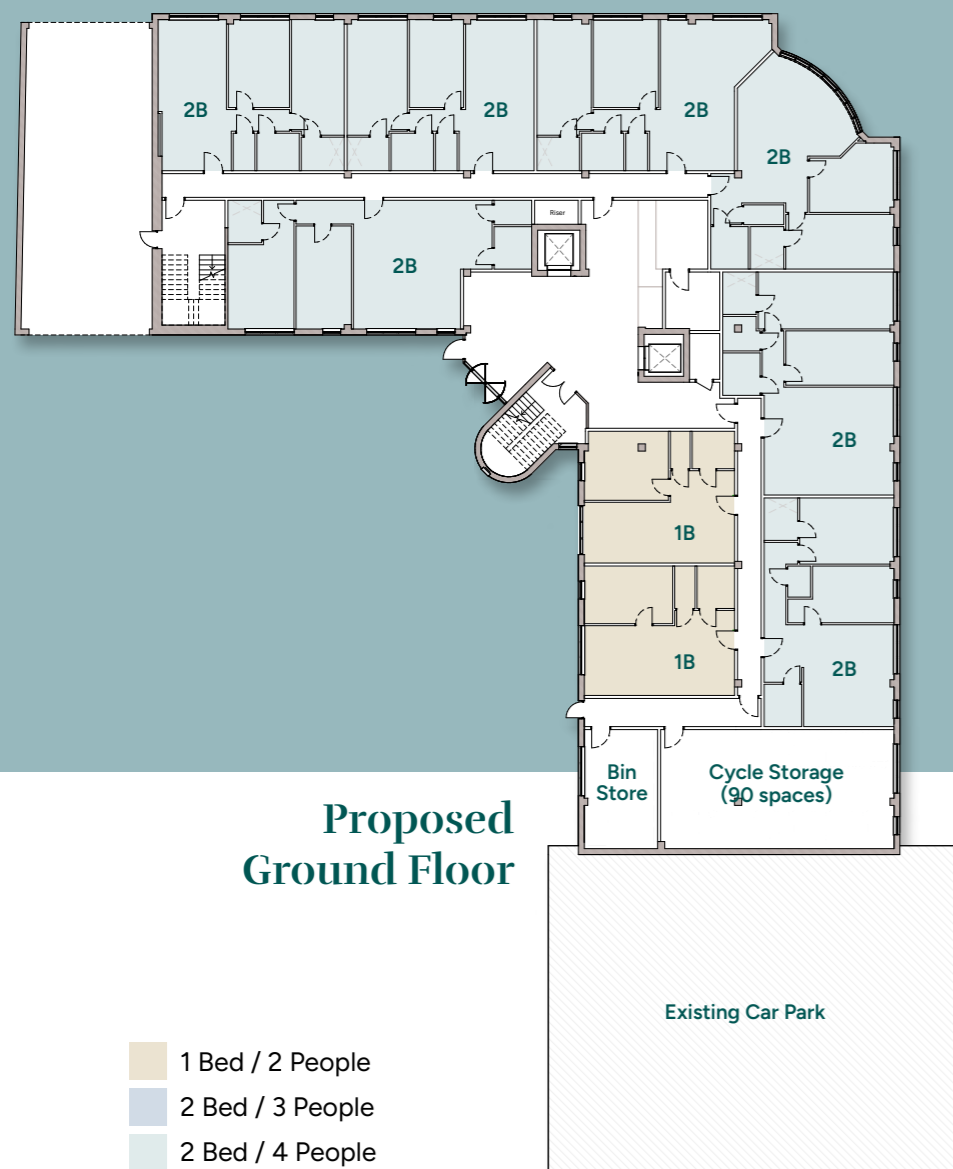 2B
2B
2B
2B
Riser
2B
2B
1B
1B
2B
Bin
Store
Cycle Storage
(90 spaces)
Proposed
Ground Floor
Existing Car Park
1 Bed / 2 People
2 Bed / 3 People
2 Bed / 4 People